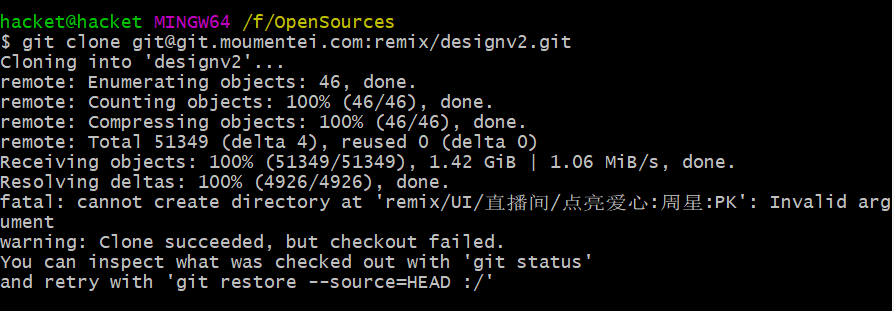 hacket@hacket MINGW64 /f/OpenSources
$ git clone git@git.moumentei.com:remix/designv2.git
Cloning into 'designv2'...
remote: Enumerating objects: 46, done.
remote: Counting objects: 100% (46/46), done.
remote: Compressing objects: 100% (46/46), done.
remote: Total 51349 (delta 4), reused 0 (delta 0)
Receiving objects: 100% (51349/51349), 1.42 GiB | 1.06 MiB/s, done.
Resolving deltas: 100% (4926/4926), done.
fatal: cannot create directory at 'remix/UI/直播间/点亮爱心:周星:PK': Invalid arg
ument
warning: Clone succeeded, but checkout failed.
You can inspect what was checked out with 'git status'
and retry with 'git restore --source=HEAD :/'